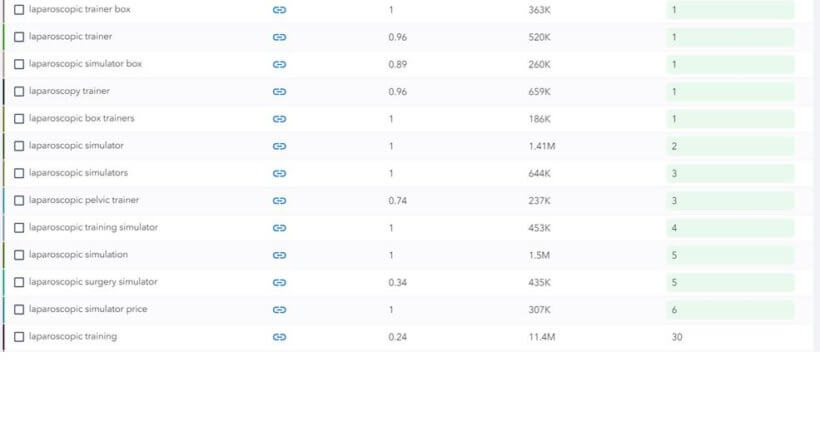 laparoscopic trainer box 1 363K 1
laparoscopic trainer 0.96 520K 1
laparoscopic simulator box 0.89 260K 1
laparoscopy trainer 0.96 659K 1
laparoscopic box trainers 1 186K 1
laparoscopic simulator 1 1.41M 2
laparoscopic simulators 1 644K 3
laparoscopic pelvic trainer 0.74 237K 3
laparoscopic training simulator 1 453K 4
laparoscopic simulation 1 1.5M 5
laparoscopic surgery simulator 0.34 435K 5
laparoscopic simulator price 1 307K 6
laparoscopic training 0.24 11.4M 30